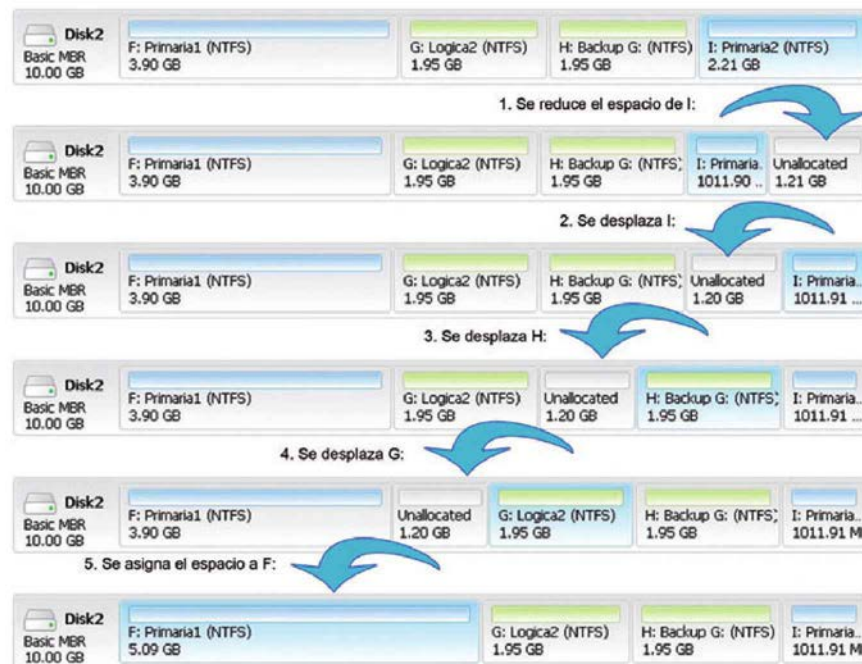 Disk2
Basic MBR
10.00 GB
F: Primaria1 (NTFS)
3.90 GB
G: Logica2 (NTFS)
1.95 GB
H: Backup G: (NTFS)
1.95 GB
I: Primaria2 (NTFS)
2.21 GB
1. Se reduce el espacio de I:
Disk2
Basic MBR
10.00 GB
F: Primaria1 (NTFS)
3.90 GB
G: Logica2 (NTFS)
1.95 GB
H: Backup G: (NTFS)
1.95 GB
I: Primaria.
1011.90 ..
Unallocated
1.21 GB
2. Se desplaza I:
Disk2
Basic MBR
10.00 GB
F: Primaria1 (NTFS)
3.90 GB
G: Logica2 (NTFS)
1.95 GB
H: Backup G: (NTFS)
1.95 GB
Unallocated
1.20 GB
I: Primaria..
1011.91 ...
3. Se desplaza H:
Disk2
Basic MBR
10.00 GB
F: Primaria1 (NTFS)
3.90 GB
G: Logica2 (NTFS)
1.95 GB
Unallocated
1.20 GB
H: Backup G: (NTFS)
1.95 GB
I: Primaria..
1011.91 ...
4. Se desplaza G:
Disk2
Basic MBR
10.00 GB
F: Primaria1 (NTFS)
3.90 GB
Unallocated
1.20 GB
G: Logica2 (NTFS)
1.95 GB
H: Backup G: (NTFS)
1.95 GB
I: Primaria..
1011.91 M
5. Se asigna el espacio a F:
Disk2
Basic MBR
10.00 GB
F: Primaria1 (NTFS)
5.09 GB
G: Logica2 (NTFS)
1.95 GB
H: Backup G: (NTFS)
1.95 GB
I: Primaria..
1011.91 M